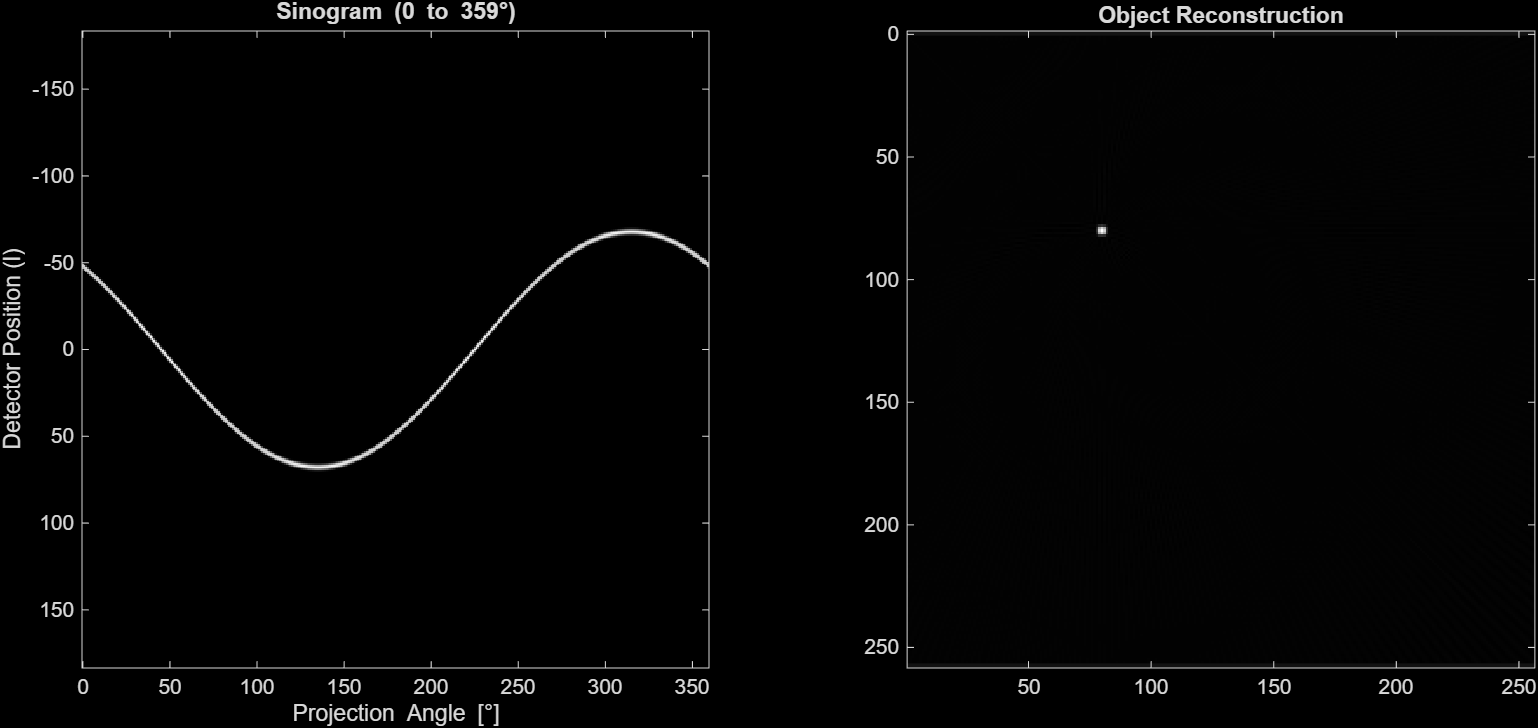 Sinogram (0 to 359°)
-150
-100
-50
0
50
100
150
Detector Position (l)
0 50 100 150 200 250 300 350
Projection Angle [°]
Object Reconstruction
0
50
100
150
200
250
50 100 150 200 250